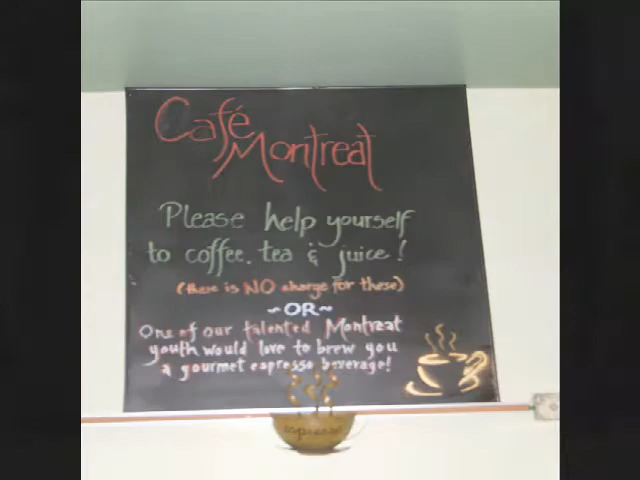 Café
Montreat
Please help yourself
to coffee, tea & juice!
(there is NO charge for these)
~OR~
One of our talented Montreat
youth would love to brew you
a gourmet espresso beverage!
espresso